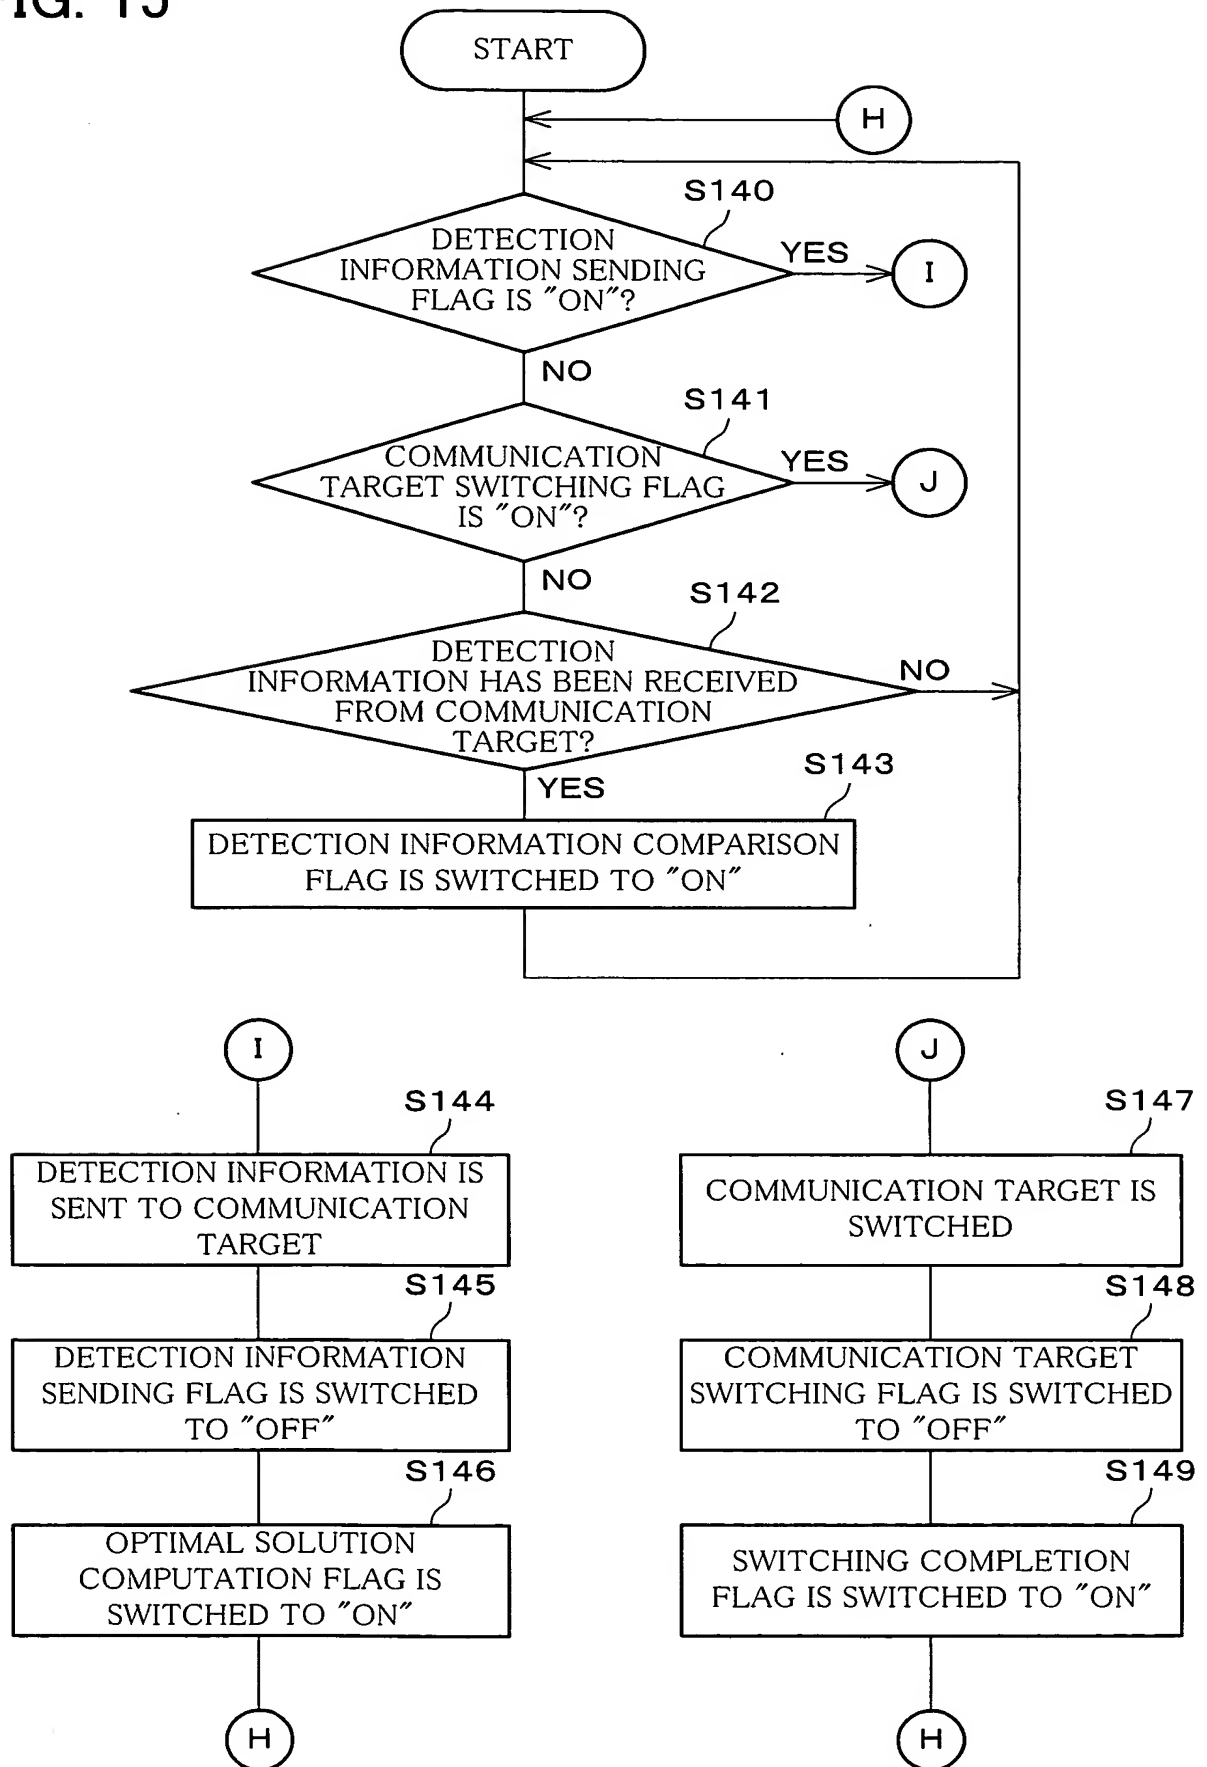 FIG. 15
START
H
S140
DETECTION
INFORMATION SENDING
FLAG IS "ON"?
YES
I
NO
S141
COMMUNICATION
TARGET SWITCHING FLAG
IS "ON"?
YES
J
NO
S142
DETECTION
INFORMATION HAS BEEN RECEIVED
FROM COMMUNICATION
TARGET?
NO
YES
S143
DETECTION INFORMATION COMPARISON
FLAG IS SWITCHED TO "ON"
I
S144
DETECTION INFORMATION IS
SENT TO COMMUNICATION
TARGET
S145
DETECTION INFORMATION
SENDING FLAG IS SWITCHED
TO "OFF"
S146
OPTIMAL SOLUTION
COMPUTATION FLAG IS
SWITCHED TO "ON"
H
J
S147
COMMUNICATION TARGET IS
SWITCHED
S148
COMMUNICATION TARGET
SWITCHING FLAG IS SWITCHED
TO "OFF"
S149
SWITCHING COMPLETION
FLAG IS SWITCHED TO "ON"
H